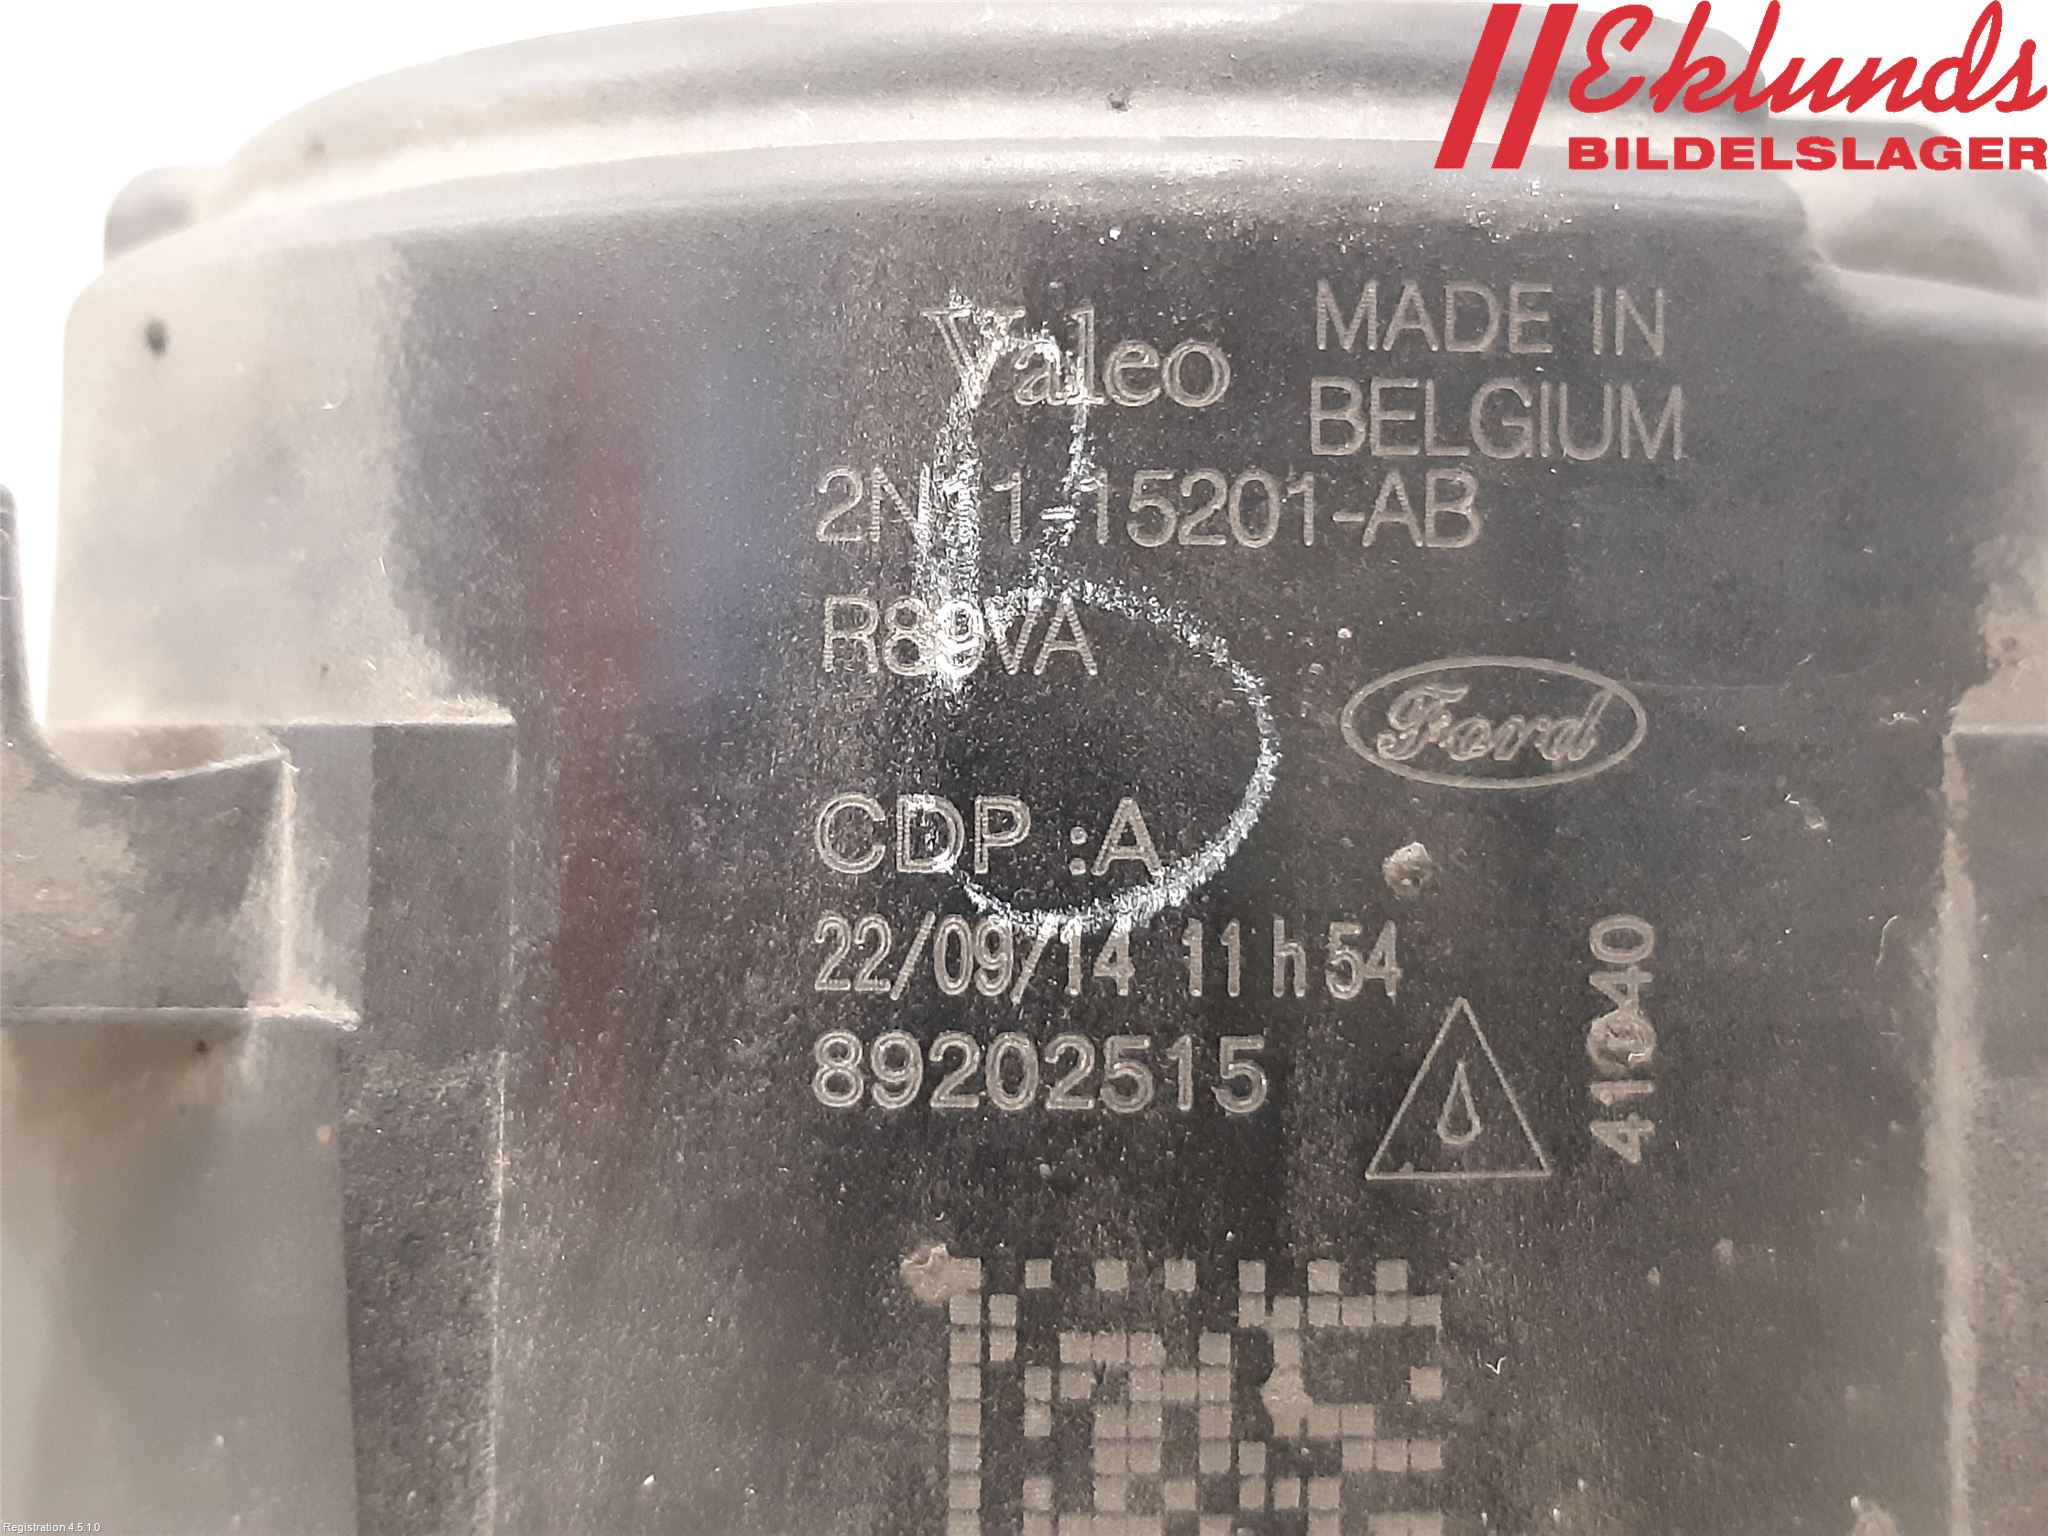 Eklunds
BILDELSLAGER
Valeo
MADE IN
BELGIUM
2N11-15201-AB
R89VA
Ford
CDP :A
22/09/14 11 h 54
89202515
Registration 4.5.1.0